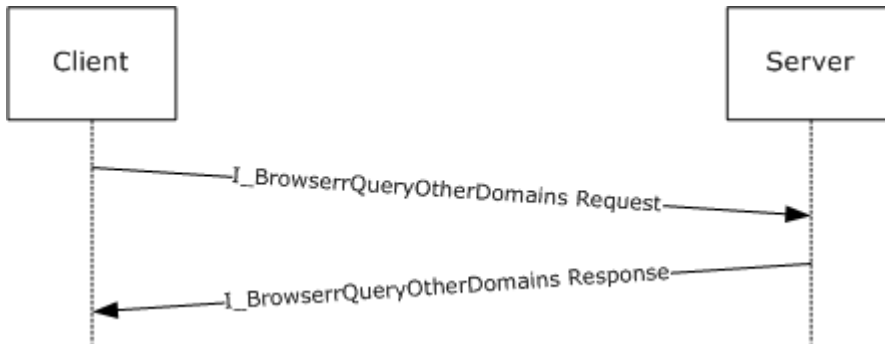 Client
Server
I_BrowserrQueryOtherDomains Request
I_BrowserrQueryOtherDomains Response